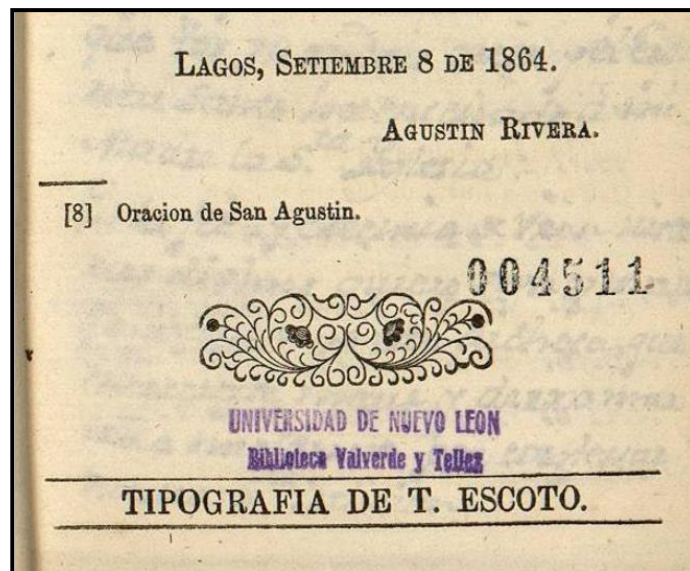 LAGOS, SETIEMBRE 8 DE 1864.
AGUSTIN RIVERA.
[8] Oracion de San Agustin.
004511
UNIVERSIDAD DE NUEVO LEON
Biblioteca Valverde y Tellez
TIPOGRAFIA DE T. ESCOTO.